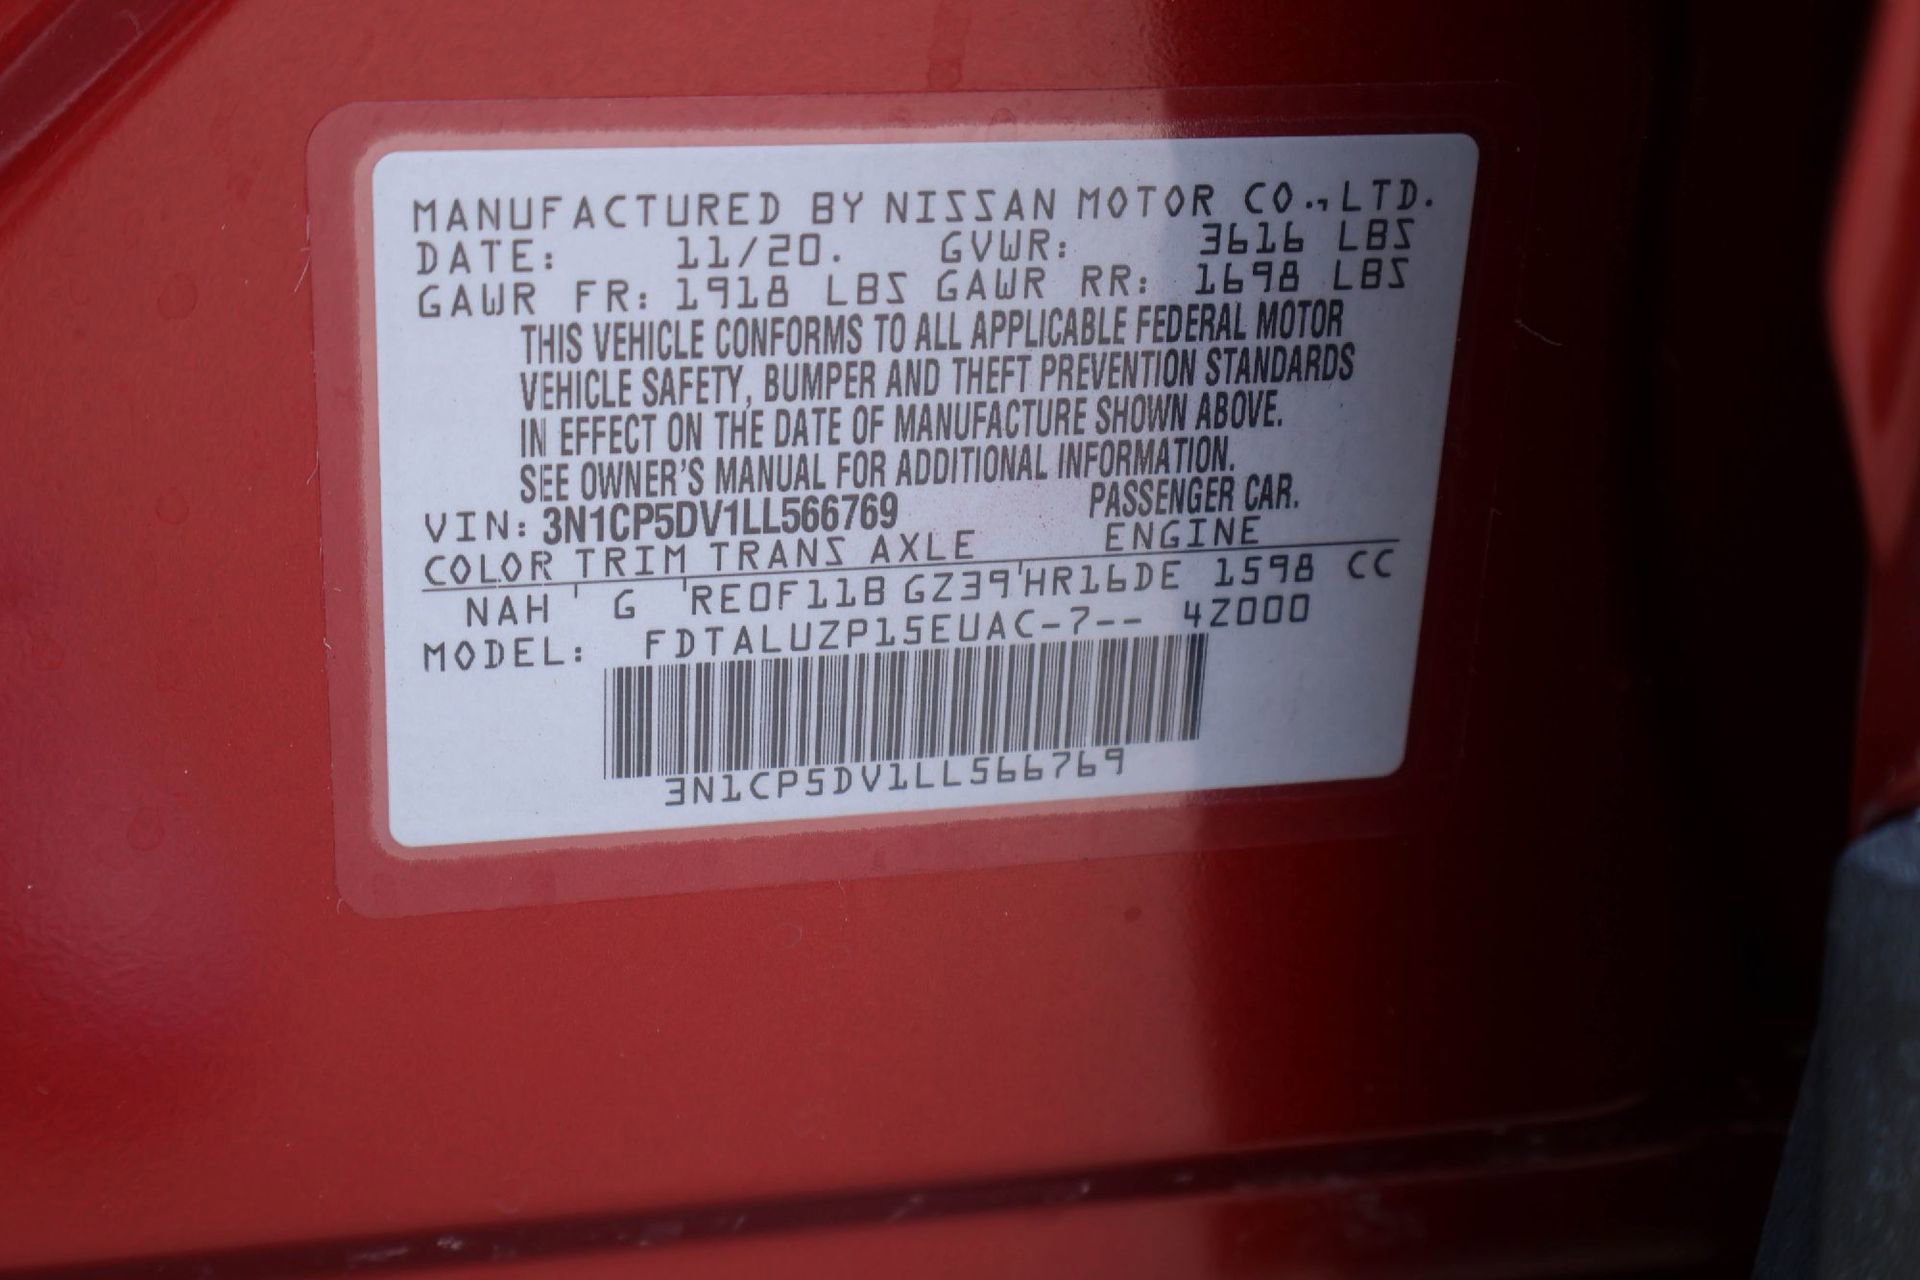 MANUFACTURED BY NISSAN MOTOR CO.,LTD.
DATE: 11/20. GVWR: 3616 LBS
GAWR FR: 1918 LBS GAWR RR: 1698 LBS
THIS VEHICLE CONFORMS TO ALL APPLICABLE FEDERAL MOTOR
VEHICLE SAFETY, BUMPER AND THEFT PREVENTION STANDARDS
IN EFFECT ON THE DATE OF MANUFACTURE SHOWN ABOVE.
SEE OWNER'S MANUAL FOR ADDITIONAL INFORMATION.
VIN: 3N1CP5DV1LL566769 PASSENGER CAR.
COLOR TRIM TRANS AXLE ENGINE
NAH ' G 'RE0F11B GZ39'HR16DE 1598 CC
MODEL: FDTALUZP15EUAC-7-- 4Z000
3N1CP5DV1LL566769